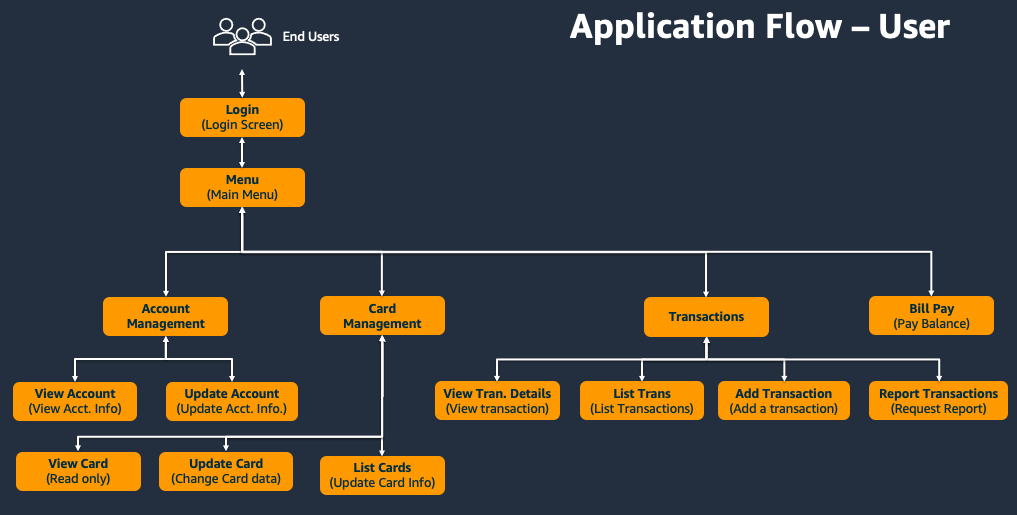 Application Flow – User
End Users
Login
(Login Screen)
Menu
(Main Menu)
Account
Management
Card
Management
Transactions
Bill Pay
(Pay Balance)
View Account
(View Acct. Info)
Update Account
(Update Acct. Info.)
View Tran. Details
(View transaction)
List Trans
(List Transactions)
Add Transaction
(Add a transaction)
Report Transactions
(Request Report)
View Card
(Read only)
Update Card
(Change Card data)
List Cards
(Update Card Info)